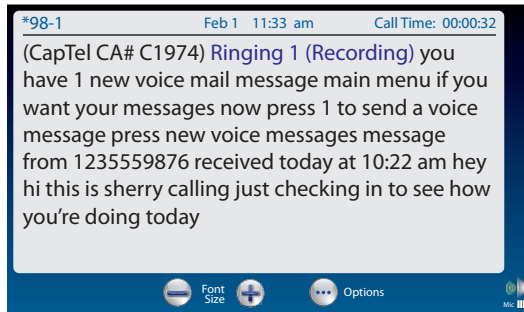 *98-1 Feb 1 11:33 am Call Time: 00:00:32
(CapTel CA# C1974) Ringing 1 (Recording) you
have 1 new voice mail message main menu if you
want your messages now press 1 to send a voice
message press new voice messages message
from 1235559876 received today at 10:22 am hey
hi this is sherry calling just checking in to see how
you're doing today
Font
Size
Options
Mic